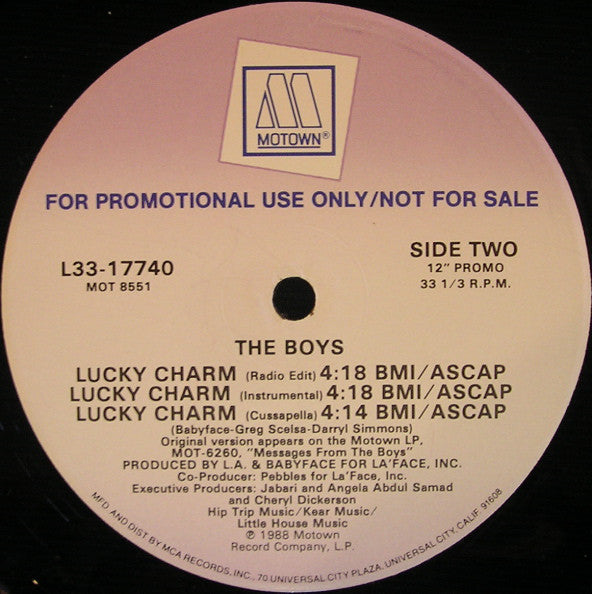 MOTOWN®
FOR PROMOTIONAL USE ONLY/NOT FOR SALE
L33-17740
MOT 8551
SIDE TWO
12" PROMO
33 1/3 R.P.M.
THE BOYS
LUCKY CHARM (Radio Edit) 4:18 BMI/ASCAP
LUCKY CHARM (Instrumental) 4:18 BMI/ASCAP
LUCKY CHARM (Cussapella) 4:14 BMI/ASCAP
(Babyface-Greg Scelsa-Darryl Simmons)
Original version appears on the Motown LP,
MOT-6260, "Messages From The Boys"
PRODUCED BY L.A. & BABYFACE FOR LA'FACE, INC.
Co-Producer: Pebbles for La'Face, Inc.
Executive Producers: Jabari and Angela Abdul Samad
and Cheryl Dickerson
Hip Trip Music/Kear Music/
Little House Music
℗ 1988 Motown
Record Company, L.P.
MFD AND DIST BY MCA RECORDS, INC., 70 UNIVERSAL CITY PLAZA, UNIVERSAL CITY, CALIF. 91608